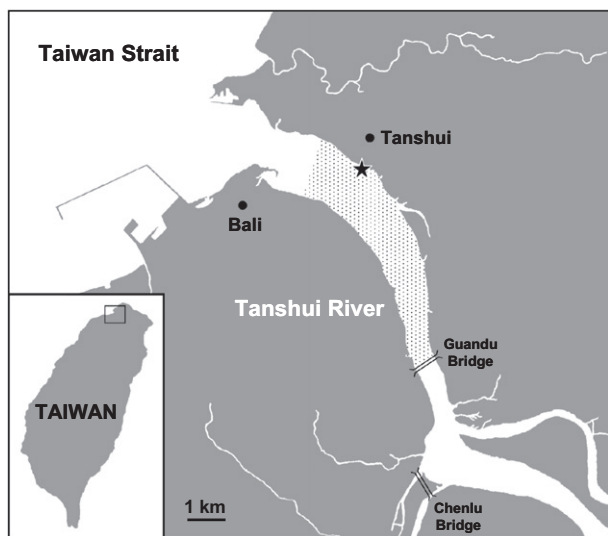 Taiwan Strait
Tanshui
Bali
Tanshui River
Guandu
Bridge
TAIWAN
1 km
Chenlu
Bridge